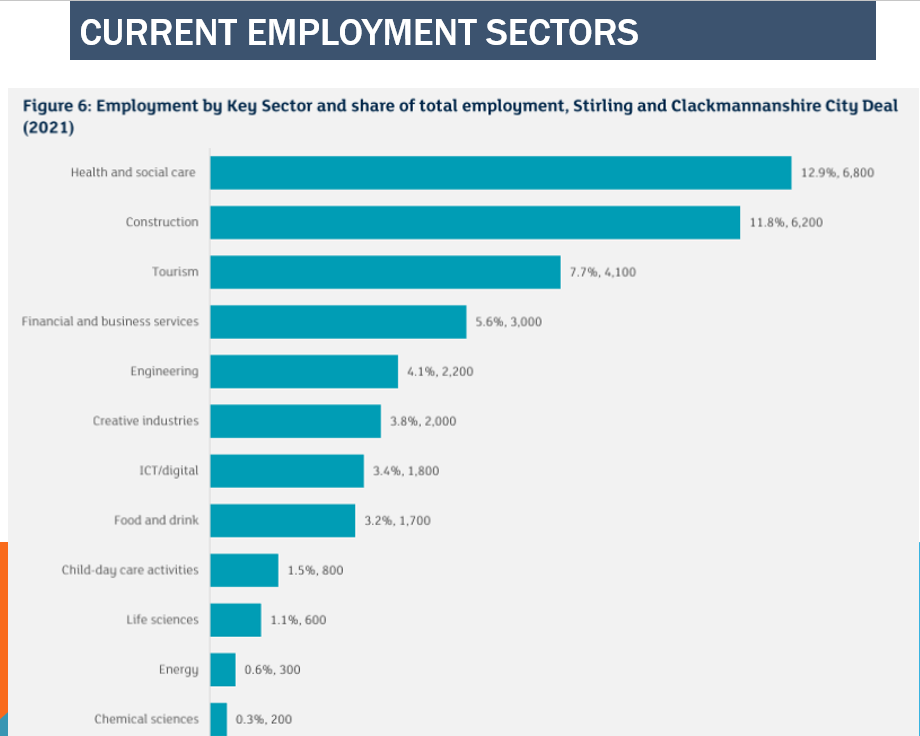 CURRENT EMPLOYMENT SECTORS
Figure 6: Employment by Key Sector and share of total employment, Stirling and Clackmannanshire City Deal
(2021)
Health and social care 12.9%, 6,800
Construction 11.8%, 6,200
Tourism 7.7%, 4,100
Financial and business services 5.6%, 3,000
Engineering 4.1%, 2,200
Creative industries 3.8%, 2,000
ICT/digital 3.4%, 1,800
Food and drink 3.2%, 1,700
Child-day care activities 1.5%, 800
Life sciences 1.1%, 600
Energy 0.6%, 300
Chemical sciences 0.3%, 200